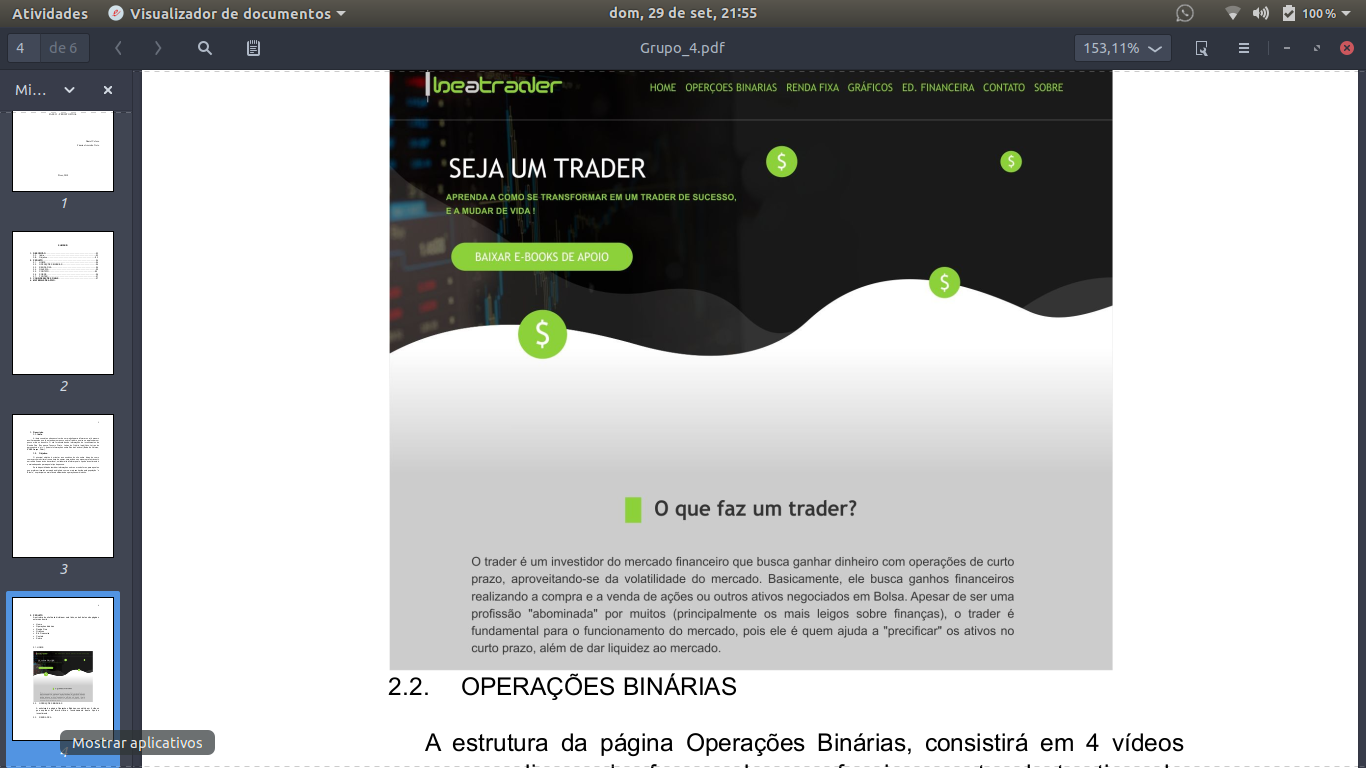 Atividades Visualizador de documentos dom, 29 de set, 21:55 100 %
4 de 6 Grupo_4.pdf 153,11%
Mi...
1
2
3
Mostrar aplicativos
beatrader
HOME OPERÇOES BINARIAS RENDA FIXA GRÁFICOS ED. FINANCEIRA CONTATO SOBRE
SEJA UM TRADER
APRENDA A COMO SE TRANSFORMAR EM UM TRADER DE SUCESSO,
E A MUDAR DE VIDA !
BAIXAR E-BOOKS DE APOIO
$
$
$
$
O que faz um trader?
O trader é um investidor do mercado financeiro que busca ganhar dinheiro com operações de curto
prazo, aproveitando-se da volatilidade do mercado. Basicamente, ele busca ganhos financeiros
realizando a compra e a venda de ações ou outros ativos negociados em Bolsa. Apesar de ser uma
profissão "abominada" por muitos (principalmente os mais leigos sobre finanças), o trader é
fundamental para o funcionamento do mercado, pois ele é quem ajuda a "precificar" os ativos no
curto prazo, além de dar liquidez ao mercado.
2.2. OPERAÇÕES BINÁRIAS
A estrutura da página Operações Binárias, consistirá em 4 vídeos